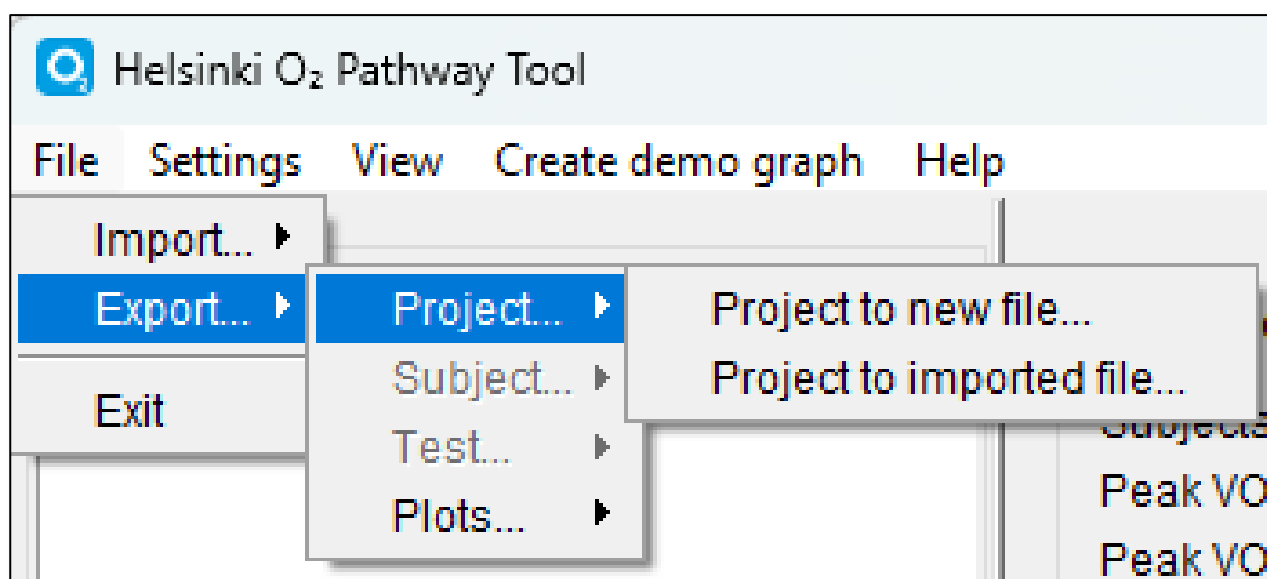 Helsinki O₂ Pathway Tool
File Settings View Create demo graph Help
Import...
Export... Project... Project to new file...
Subject... Project to imported file...
Exit
Test...
Subjects
Plots...
Peak VO
Peak VO